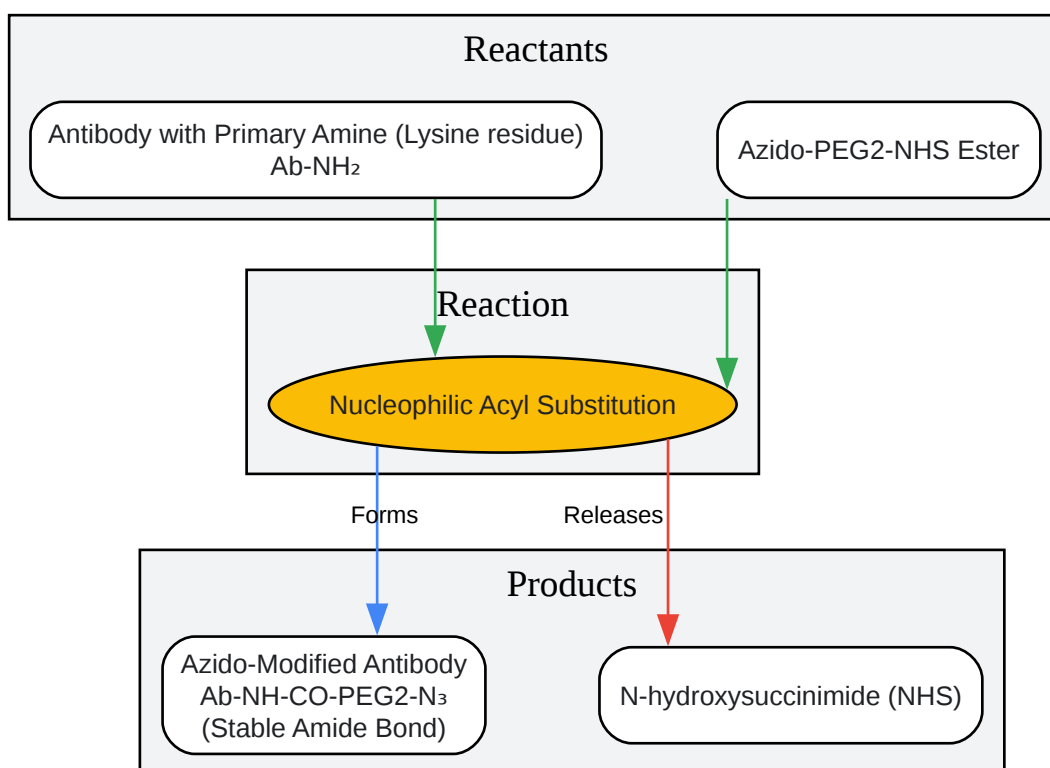 Reactants
Antibody with Primary Amine (Lysine residue)
Ab-NH₂
Azido-PEG2-NHS Ester
Reaction
Nucleophilic Acyl Substitution
Forms
Releases
Products
Azido-Modified Antibody
Ab-NH-CO-PEG2-N₃
(Stable Amide Bond)
N-hydroxysuccinimide (NHS)